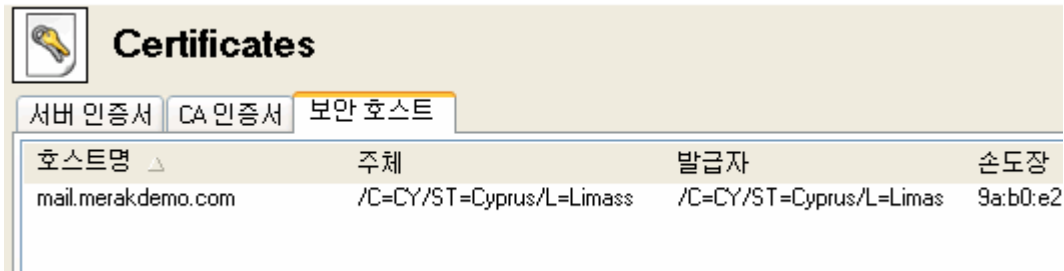 Certificates
서버 인증서 CA 인증서 보안 호스트
호스트명 주체 발급자 손도장
mail.merakdemo.com /C=CY/ST=Cyprus/L=Limass /C=CY/ST=Cyprus/L=Limas 9a:b0:e2